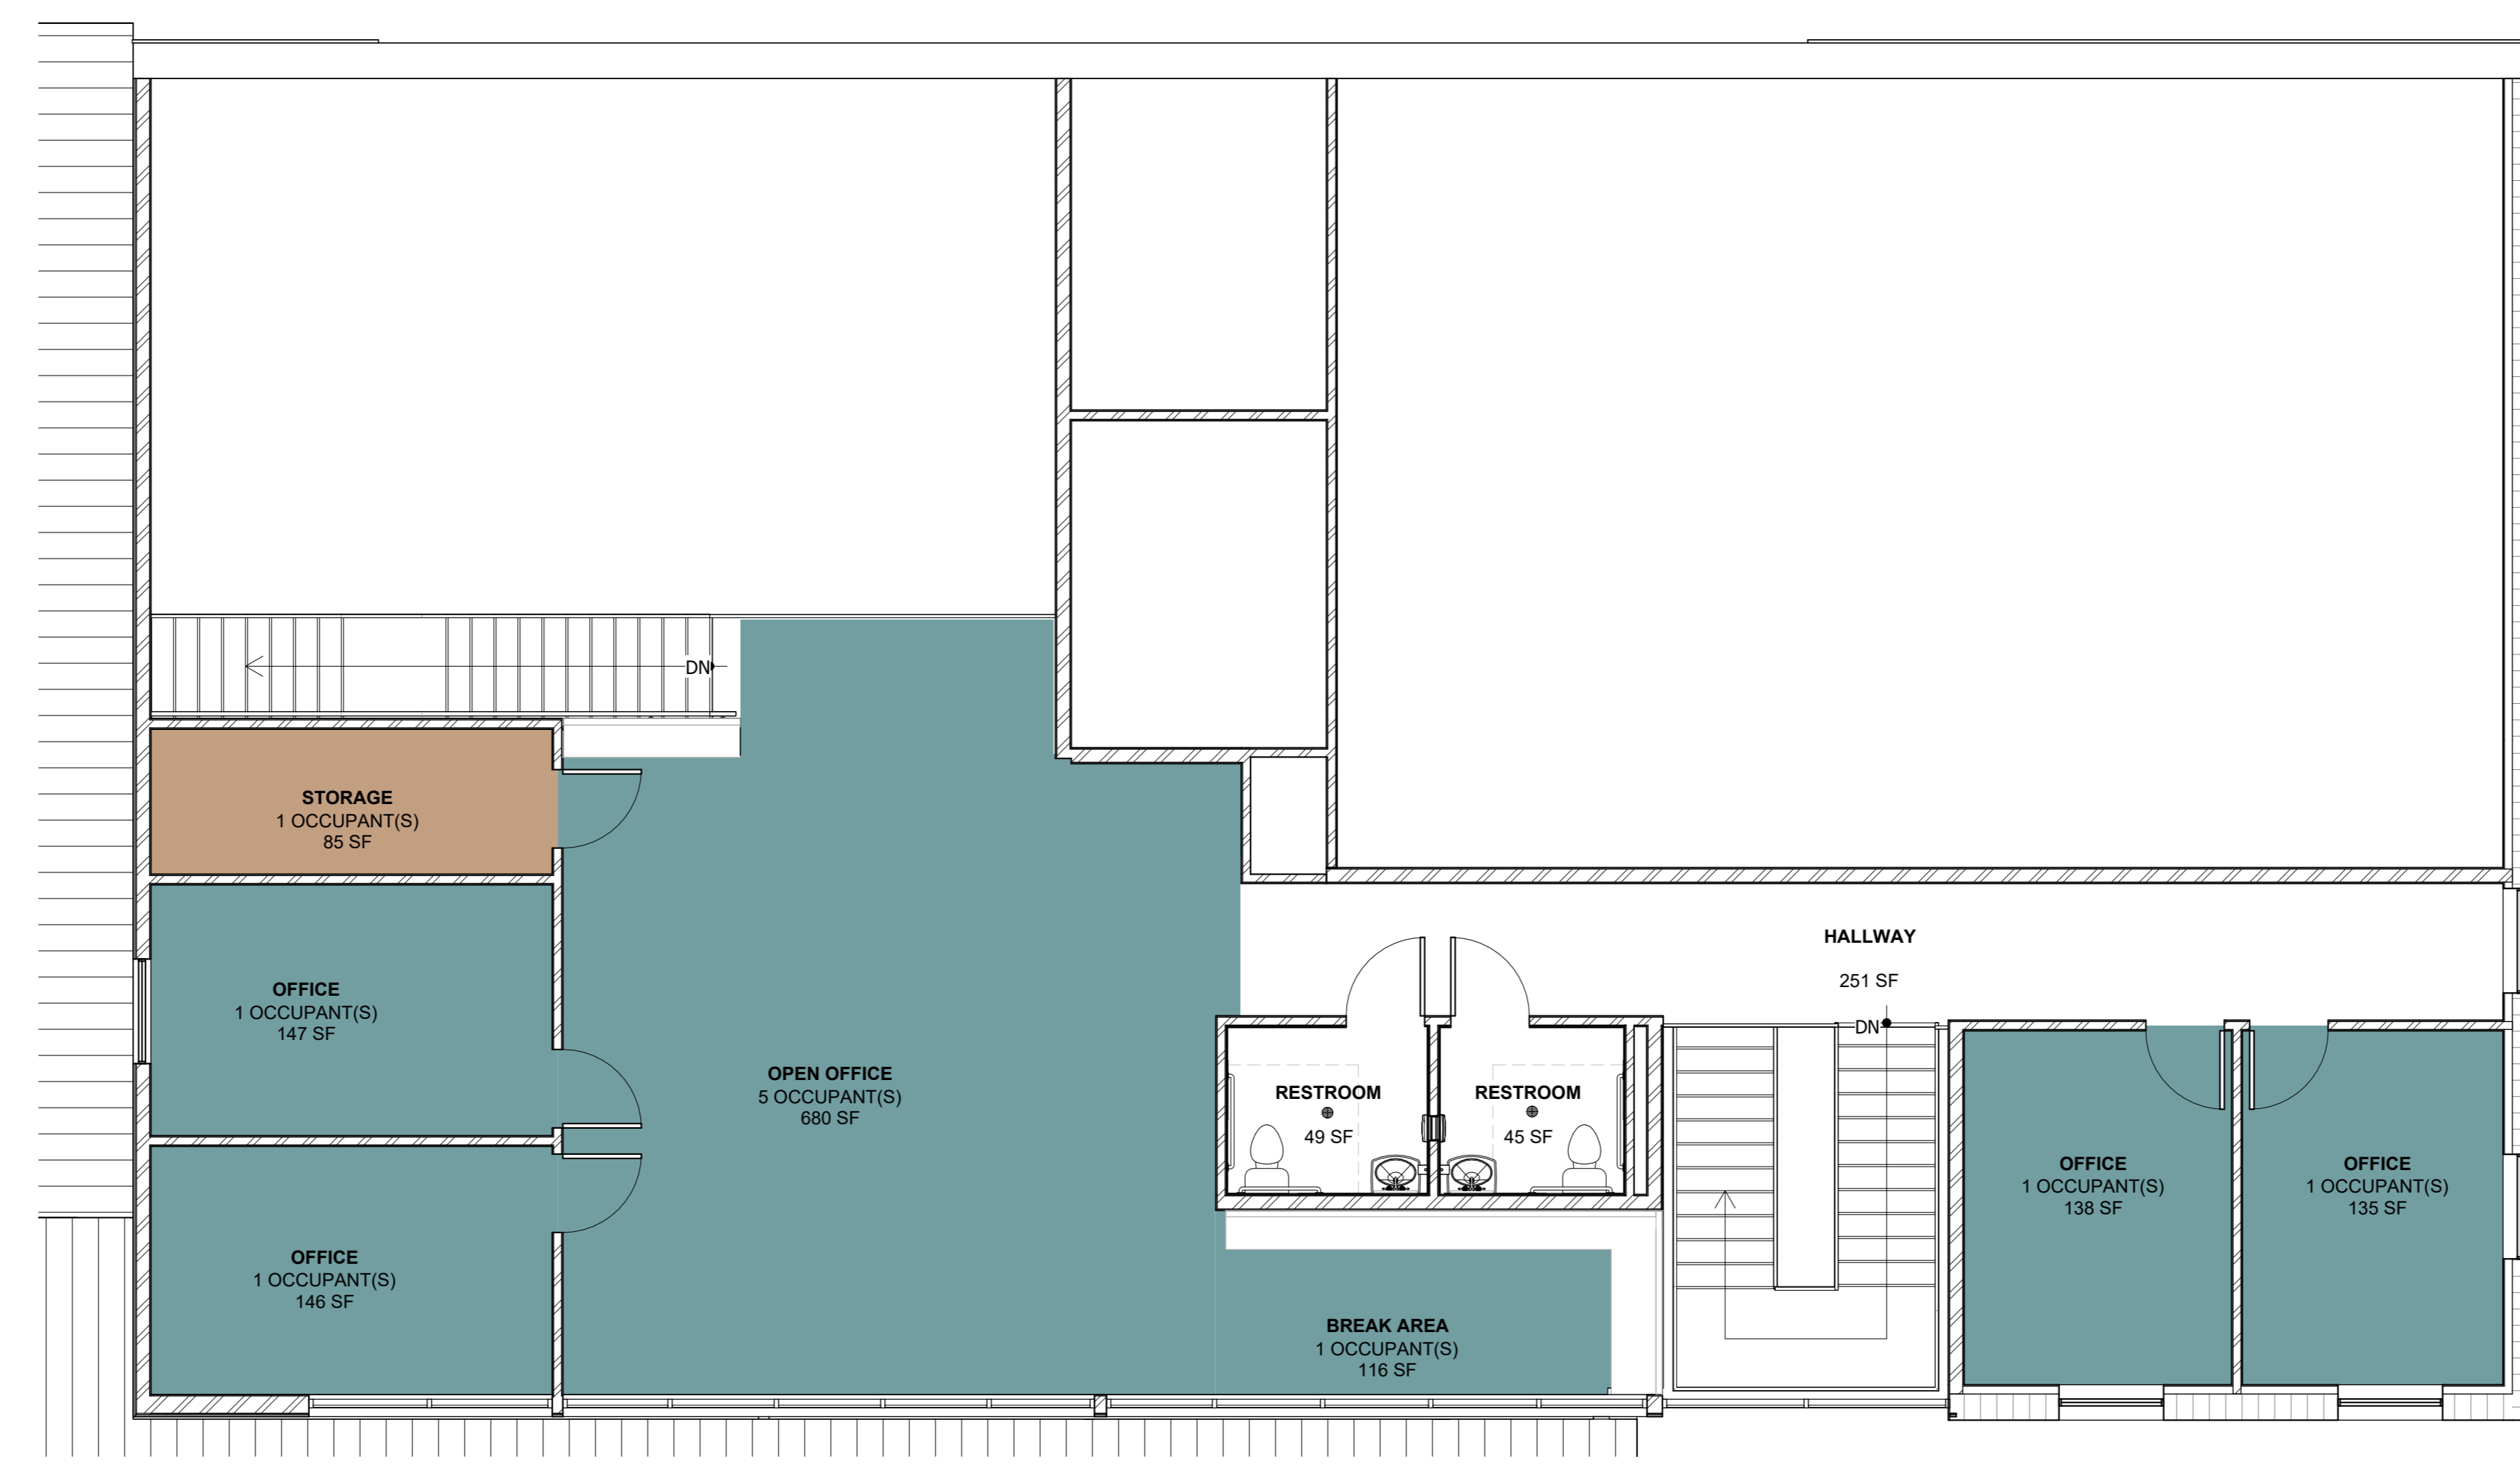 DN
STORAGE
1 OCCUPANT(S)
85 SF
HALLWAY
251 SF
OFFICE
1 OCCUPANT(S)
147 SF
DN
OPEN OFFICE
5 OCCUPANT(S)
680 SF
RESTROOM
49 SF
RESTROOM
45 SF
OFFICE
1 OCCUPANT(S)
138 SF
OFFICE
1 OCCUPANT(S)
135 SF
OFFICE
1 OCCUPANT(S)
146 SF
BREAK AREA
1 OCCUPANT(S)
116 SF